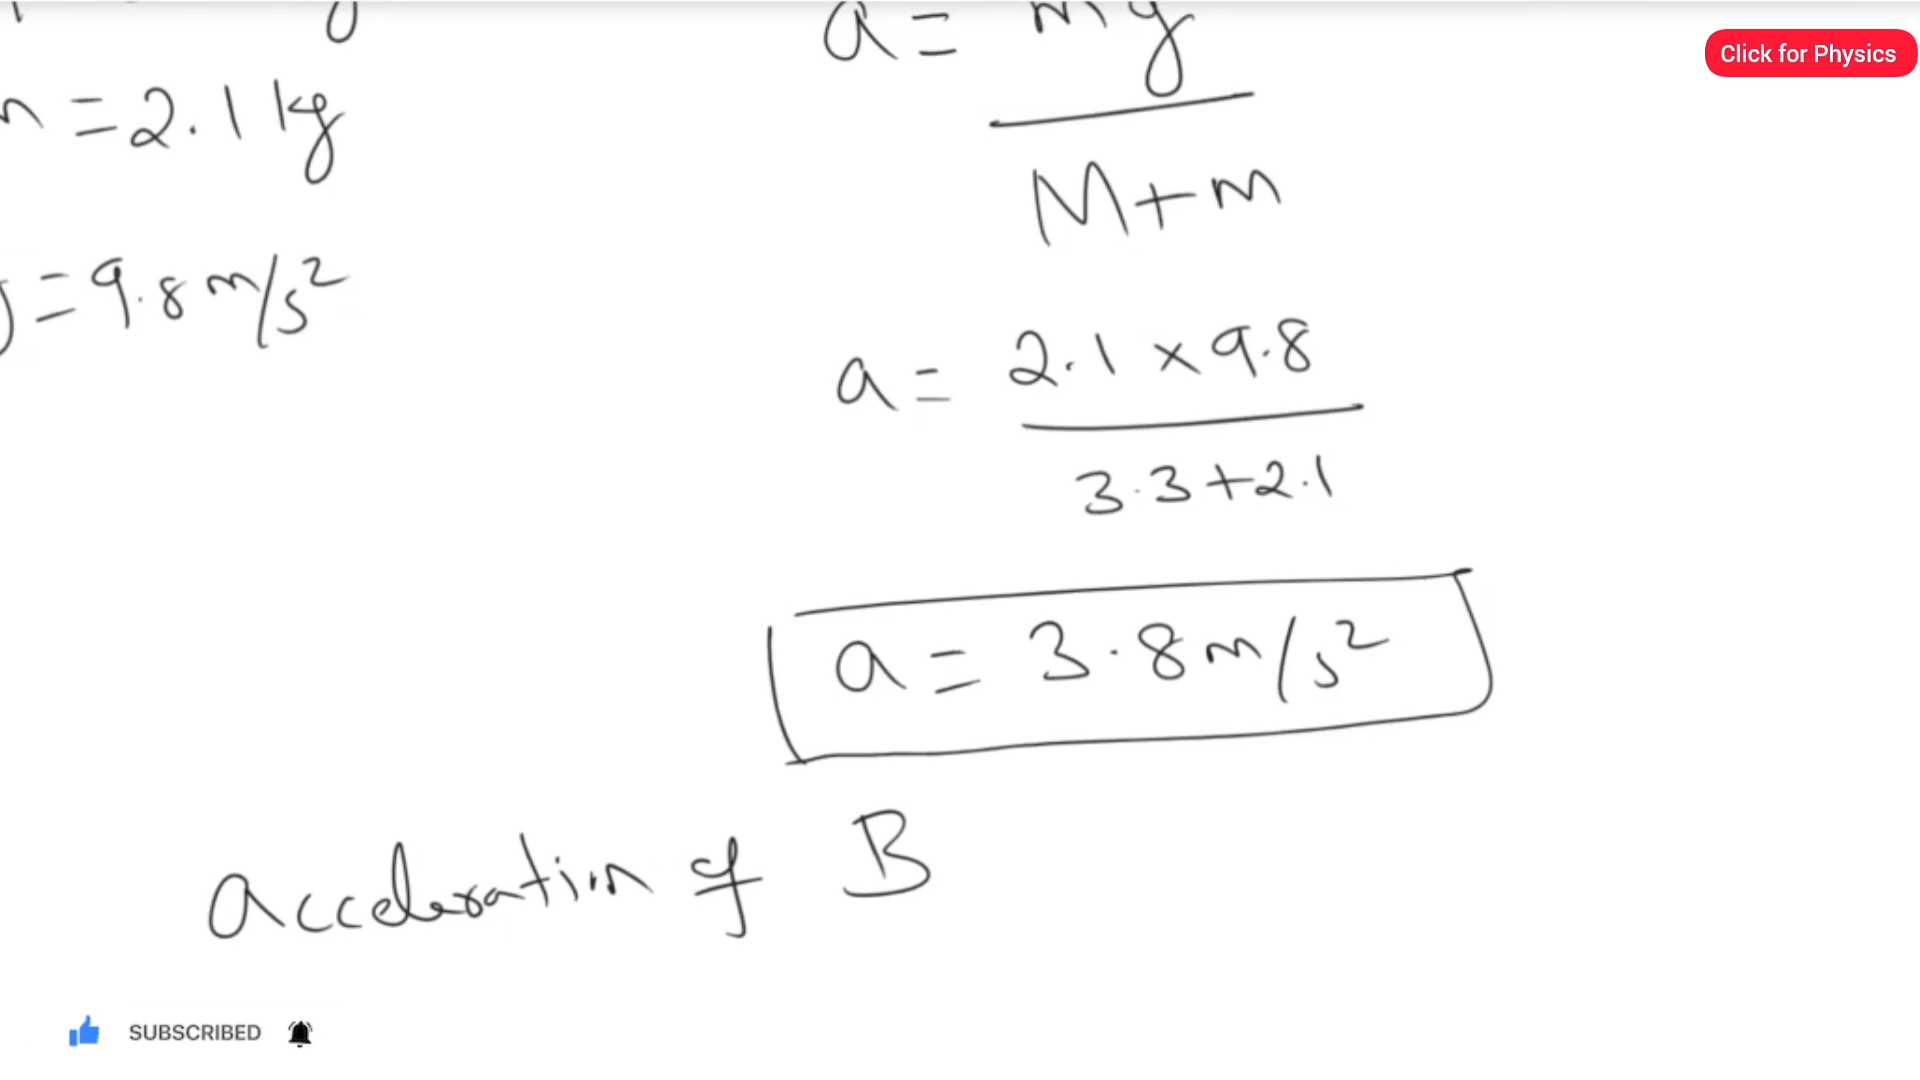 a = mg
Click for Physics
m = 2.1 kg
M + m
g = 9.8 m/s²
a = 2.1 × 9.8
3.3 + 2.1
a = 3.8 m/s²
acceleration of B
SUBSCRIBED